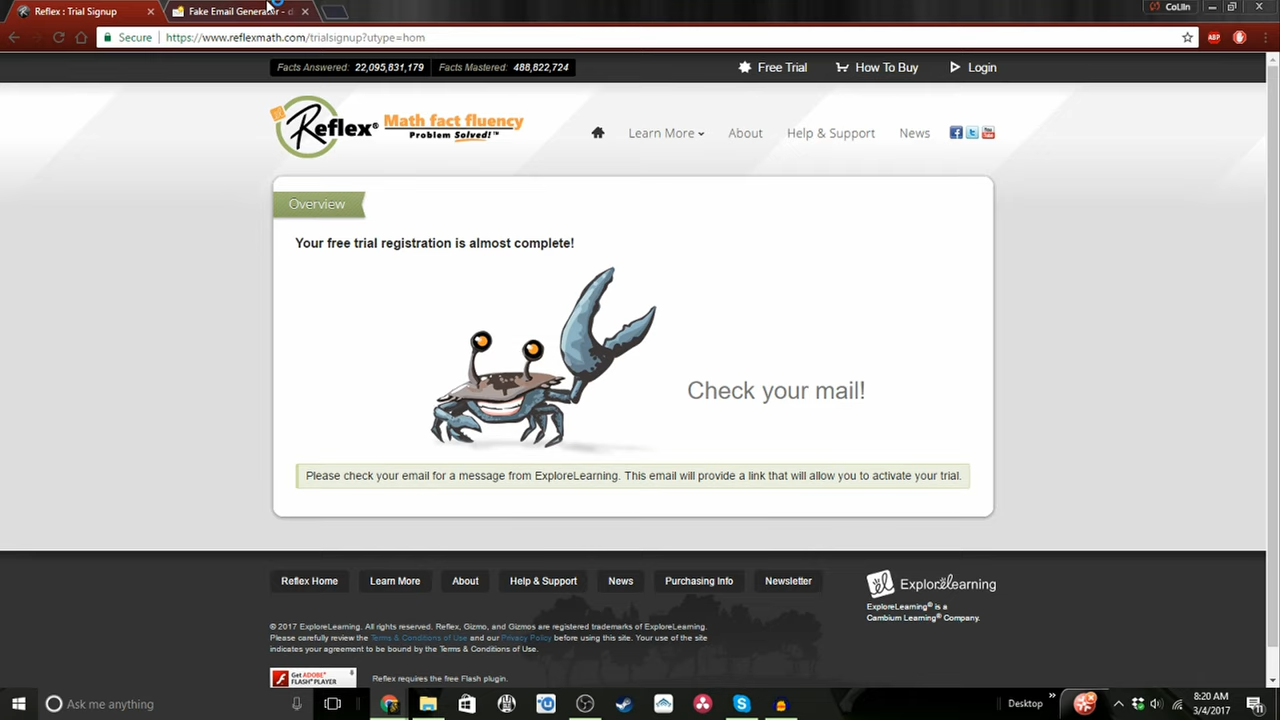 Reflex : Trial Signup
Fake Email Generator - d
CoLlin
Secure
https://www.reflexmath.com/trialsignup?utype=hom
ABP
Facts Answered: 22,095,831,179
Facts Mastered: 488,822,724
Free Trial
How To Buy
Login
Reflex® Math fact fluency
Problem Solved!™
Learn More
About
Help & Support
News
Overview
Your free trial registration is almost complete!
Check your mail!
Please check your email for a message from ExploreLearning. This email will provide a link that will allow you to activate your trial.
Reflex Home
Learn More
About
Help & Support
News
Purchasing Info
Newsletter
ExploreLearning
ExploreLearning® is a
Cambium Learning® Company.
© 2017 ExploreLearning. All rights reserved. Reflex, Gizmo, and Gizmos are registered trademarks of ExploreLearning.
Please carefully review the Terms & Conditions of Use and our Privacy Policy before using this site. Your use of the site
indicates your agreement to be bound by the Terms & Conditions of Use.
Get ADOBE®
FLASH® PLAYER
Reflex requires the free Flash plugin.
Ask me anything
Desktop
8:20 AM
3/4/2017